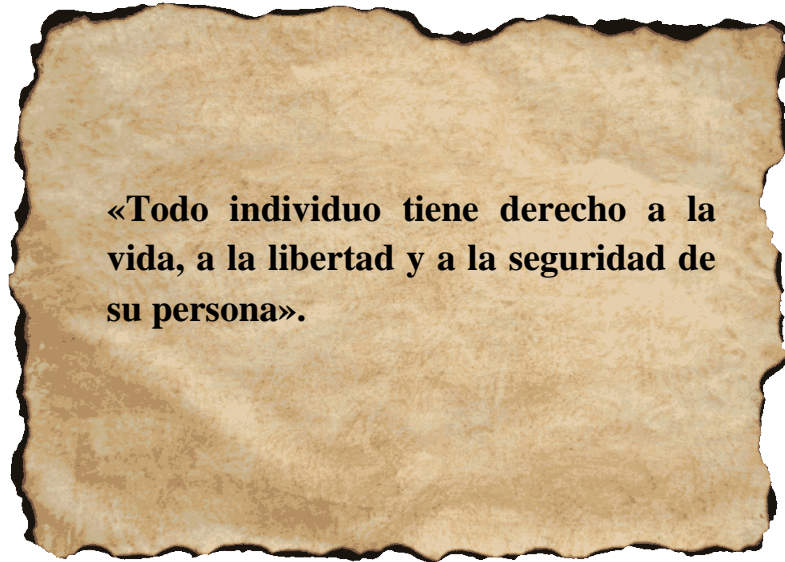 «Todo individuo tiene derecho a la
vida, a la libertad y a la seguridad de
su persona».